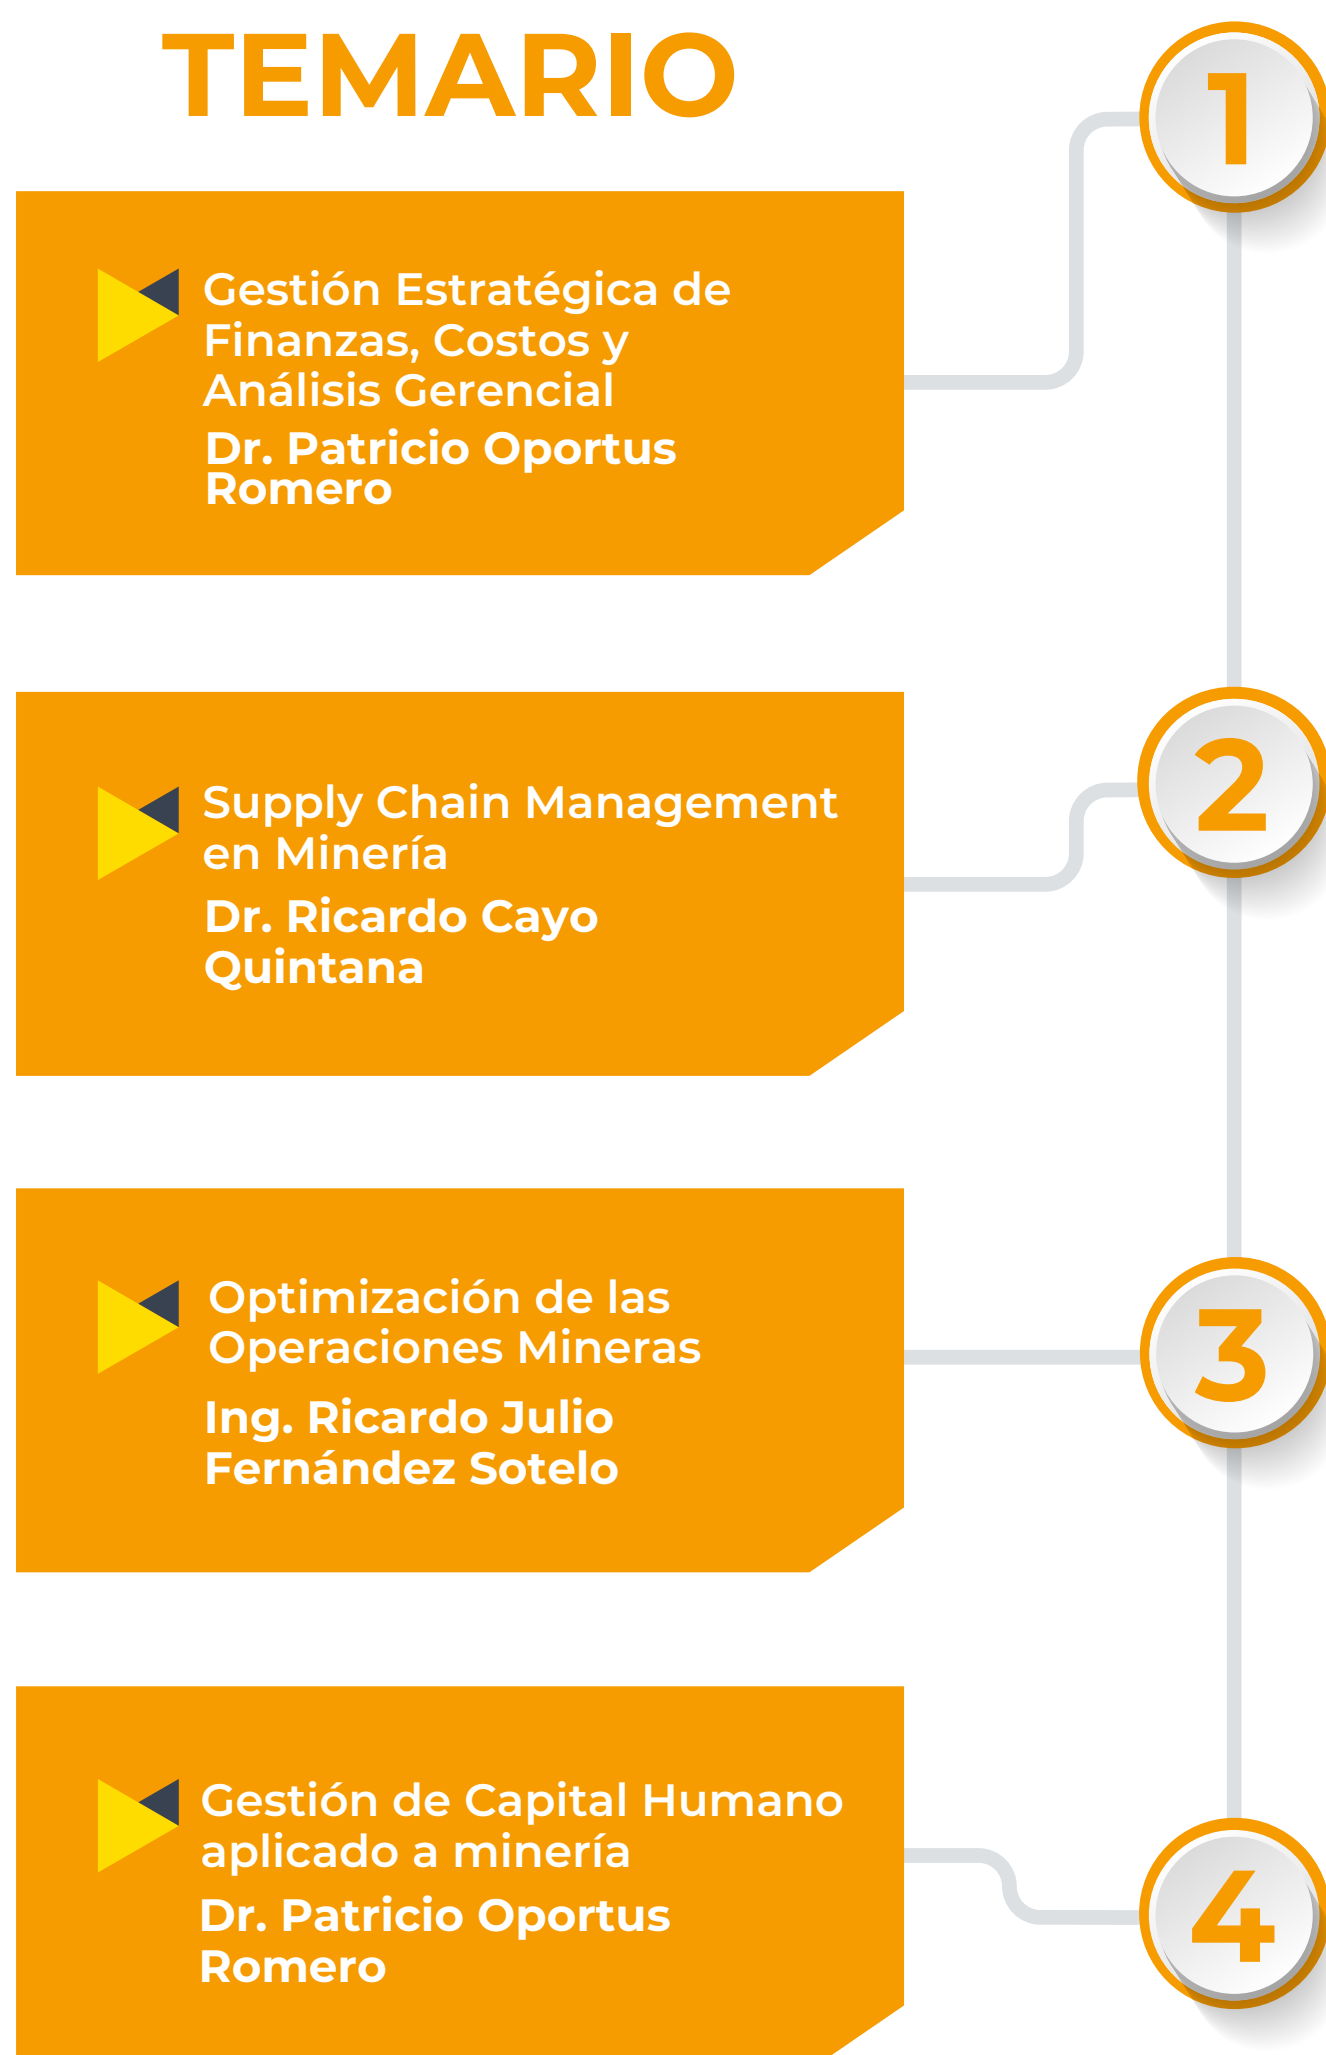 TEMARIO
1
Gestión Estratégica de
Finanzas, Costos y
Análisis Gerencial
Dr. Patricio Oportus
Romero
2
Supply Chain Management
en Minería
Dr. Ricardo Cayo
Quintana
3
Optimización de las
Operaciones Mineras
Ing. Ricardo Julio
Fernández Sotelo
4
Gestión de Capital Humano
aplicado a minería
Dr. Patricio Oportus
Romero